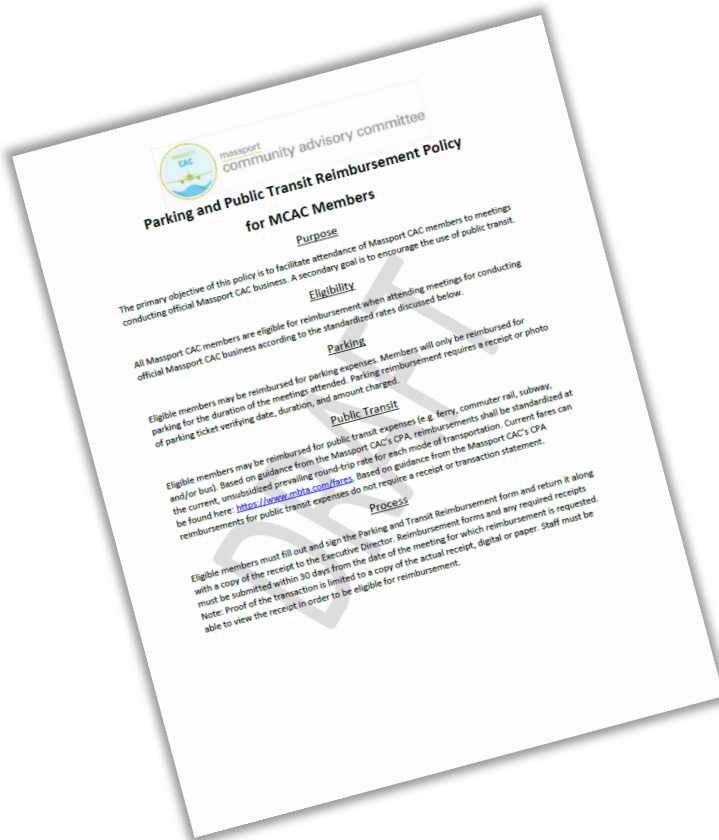 massport
CAC
massport
community advisory committee
Parking and Public Transit Reimbursement Policy
for MCAC Members
Purpose
The primary objective of this policy is to facilitate attendance of Massport CAC members to meetings
conducting official Massport CAC business. A secondary goal is to encourage the use of public transit.
Eligibility
All Massport CAC members are eligible for reimbursement when attending meetings for conducting
official Massport CAC business according to the standardized rates discussed below.
Parking
Eligible members may be reimbursed for parking expenses. Members will only be reimbursed for
parking for the duration of the meetings attended. Parking reimbursement requires a receipt or photo
of parking ticket verifying date, duration, and amount charged.
Public Transit
Eligible members may be reimbursed for public transit expenses (e.g. ferry, commuter rail, subway,
and/or bus). Based on guidance from the Massport CAC's CPA, reimbursements shall be standardized at
the current, unsubsidized prevailing round-trip rate for each mode of transportation. Current fares can
be found here: https://www.mbta.com/fares. Based on guidance from the Massport CAC's CPA
reimbursements for public transit expenses do not require a receipt or transaction statement.
Process
Eligible members must fill out and sign the Parking and Transit Reimbursement form and return it along
with a copy of the receipt to the Executive Director. Reimbursement forms and any required receipts
must be submitted within 30 days from the date of the meeting for which reimbursement is requested.
Note: Proof of the transaction is limited to a copy of the actual receipt, digital or paper. Staff must be
able to view the receipt in order to be eligible for reimbursement.
DRAFT